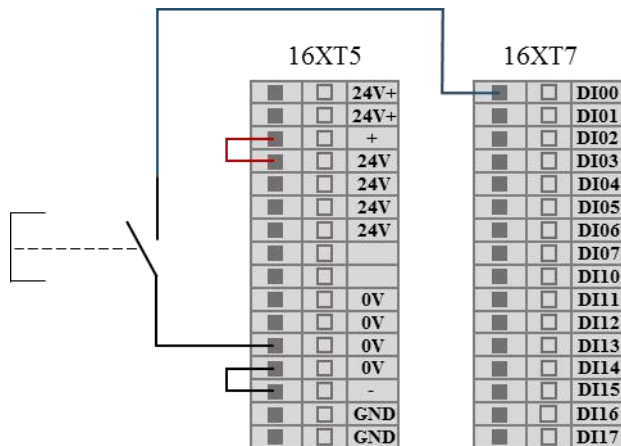 16XT5
16XT7
24V+
24V+
+
24V
24V
24V
24V
0V
0V
0V
0V
-
GND
GND
DI00
DI01
DI02
DI03
DI04
DI05
DI06
DI07
DI10
DI11
DI12
DI13
DI14
DI15
DI16
DI17